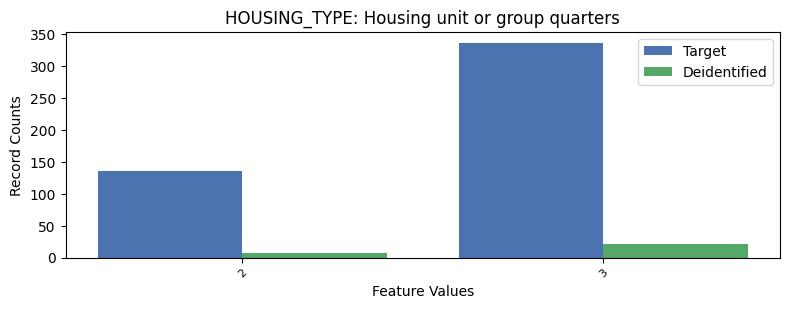 HOUSING_TYPE: Housing unit or group quarters
350
300
250
200
150
100
50
0
Record Counts
Target
Deidentified
2
3
Feature Values